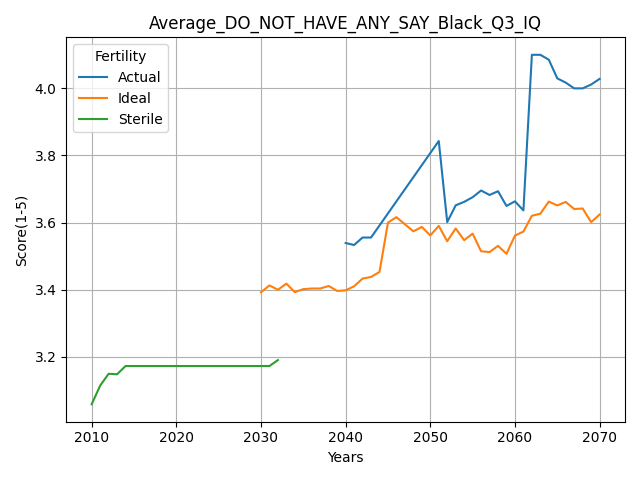 Average_DO_NOT_HAVE_ANY_SAY_Black_Q3_IQ
Fertility
Actual
Ideal
Sterile
Score(1-5)
4.0
3.8
3.6
3.4
3.2
2010 2020 2030 2040 2050 2060 2070
Years